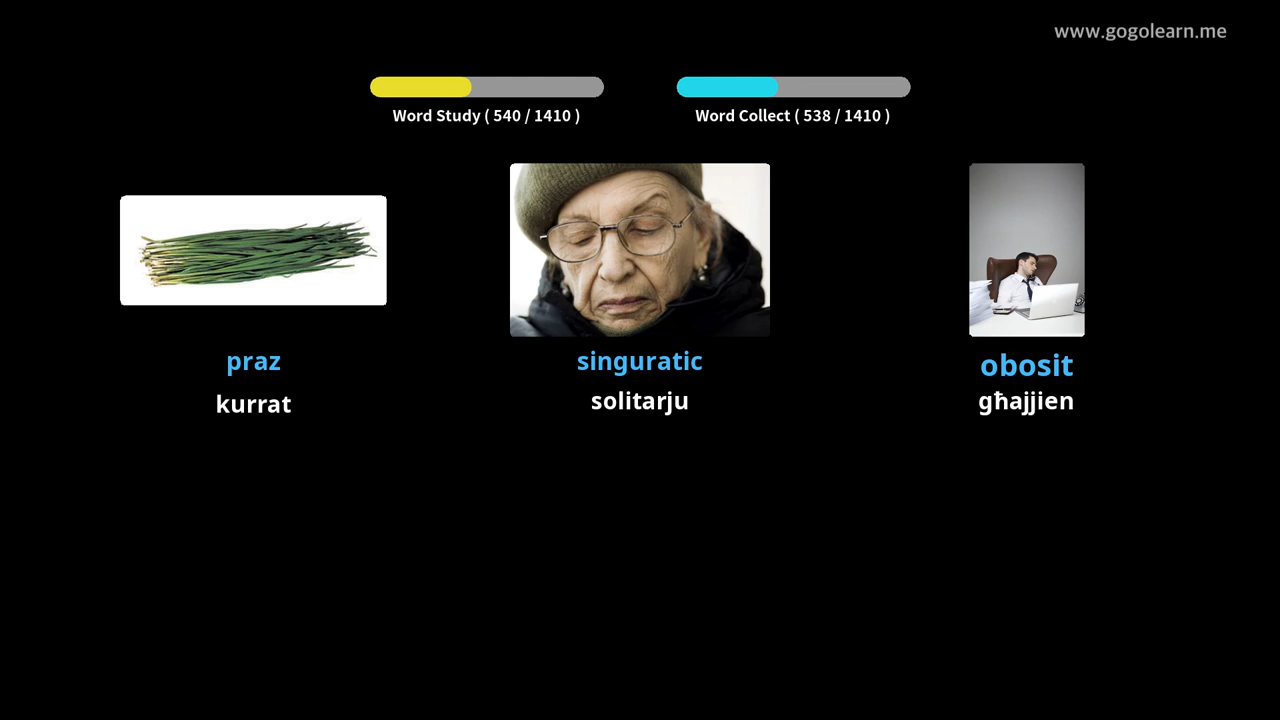 www.gogolearn.me
Word Study ( 540 / 1410 )
Word Collect ( 538 / 1410 )
praz
kurrat
singuratic
solitarju
obosit
għajjien